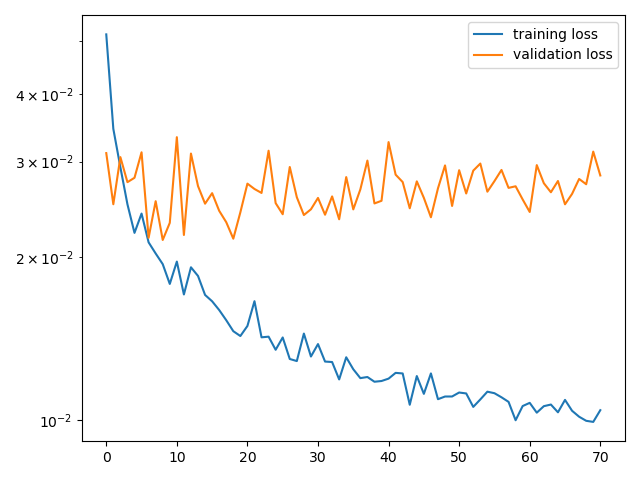 training loss
validation loss
4 × 10⁻²
3 × 10⁻²
2 × 10⁻²
10⁻²
0 10 20 30 40 50 60 70